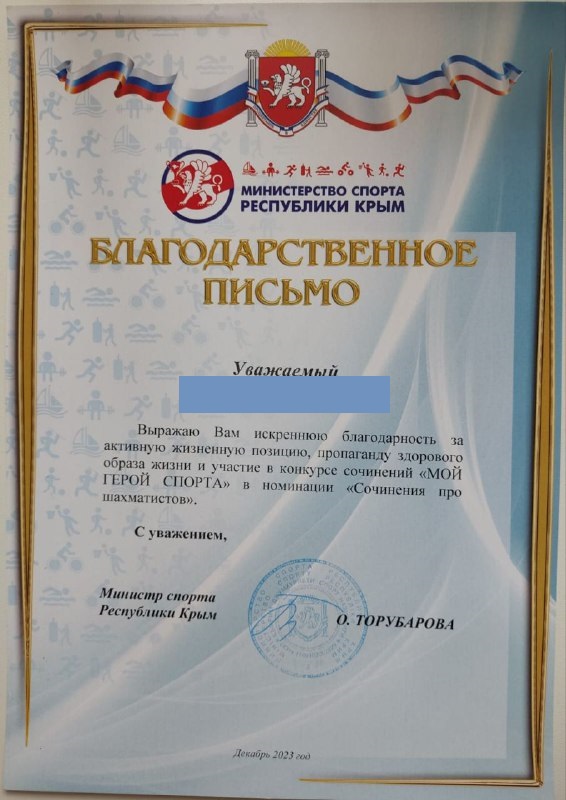 МИНИСТЕРСТВО СПОРТА
РЕСПУБЛИКИ КРЫМ
БЛАГОДАРСТВЕННОЕ
ПИСЬМО
Уважаемый
Выражаю Вам искреннюю благодарность за
активную жизненную позицию, пропаганду здорового
образа жизни и участие в конкурсе сочинений «МОЙ
ГЕРОЙ СПОРТА» в номинации «Сочинения про
шахматистов».
С уважением,
Министр спорта
Республики Крым
О. ТОРУБАРОВА
Декабрь 2023 год